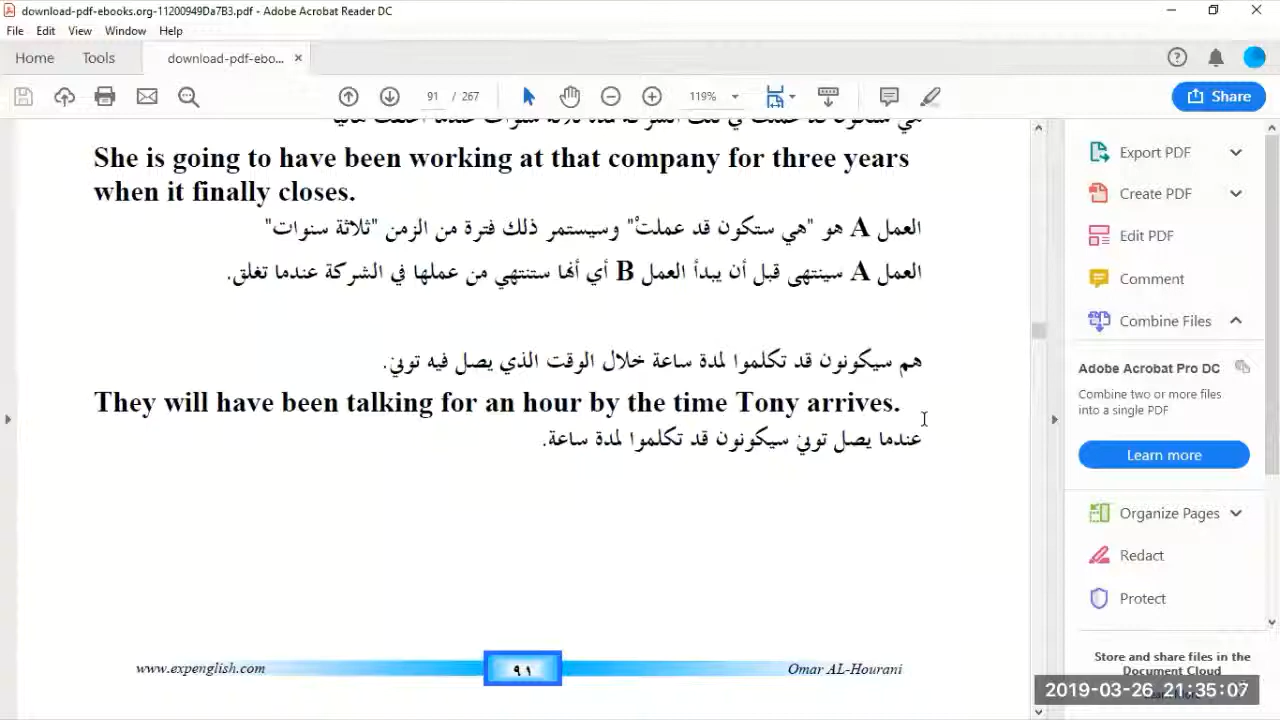 download-pdf-ebooks.org-11200949Da7B3.pdf - Adobe Acrobat Reader DC
File Edit View Window Help
Home Tools download-pdf-ebo...
91 / 267 119% Share
She is going to have been working at that company for three years
when it finally closes.
العمل A هو "هي ستكون قد عملتْ" وسيستمر ذلك فترة من الزمن "ثلاثة سنوات"
العمل A سينتهى قبل أن يبدأ العمل B أي أنها ستنتهي من عملها في الشركة عندما تغلق.
هم سيكونون قد تكلموا لمدة ساعة خلال الوقت الذي يصل فيه توني.
They will have been talking for an hour by the time Tony arrives.
عندما يصل توني سيكونون قد تكلموا لمدة ساعة.
www.expenglish.com ٩١ Omar AL-Hourani
Export PDF
Create PDF
Edit PDF
Comment
Combine Files
Adobe Acrobat Pro DC
Combine two or more files
into a single PDF
Learn more
Organize Pages
Redact
Protect
Store and share files in the
Document Cloud
2019-03-26 21:35:07